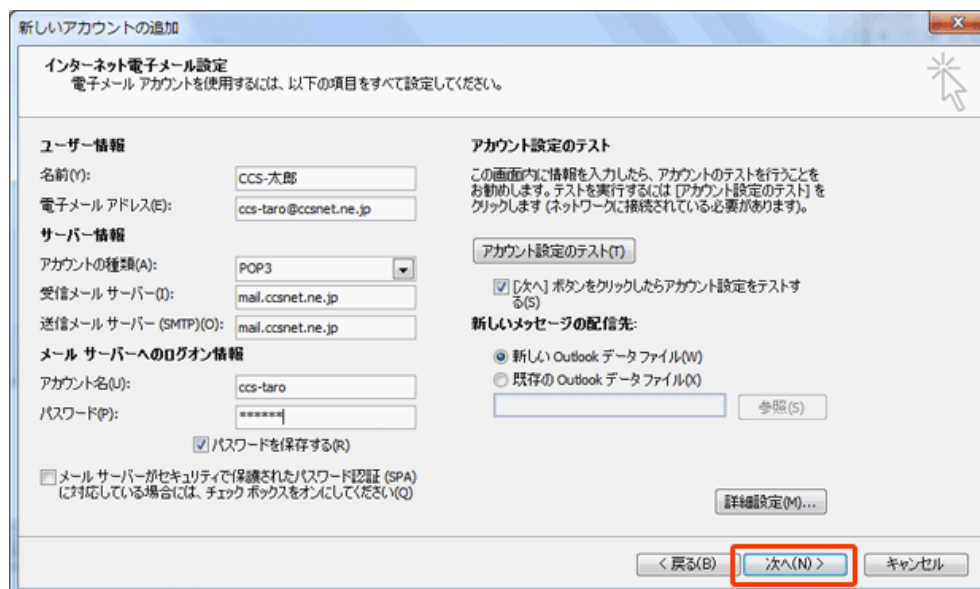 新しいアカウントの追加
インターネット電子メール設定
電子メール アカウントを使用するには、以下の項目をすべて設定してください。
ユーザー情報
名前(Y):
CCS-太郎
電子メール アドレス(E):
ccs-taro@ccsnet.ne.jp
サーバー情報
アカウントの種類(A):
POP3
受信メール サーバー(I):
mail.ccsnet.ne.jp
送信メール サーバー (SMTP)(O):
mail.ccsnet.ne.jp
メール サーバーへのログオン情報
アカウント名(U):
ccs-taro
パスワード(P):
******
パスワードを保存する(R)
メール サーバーがセキュリティで保護されたパスワード認証 (SPA)
に対応している場合には、チェック ボックスをオンにしてください(Q)
アカウント設定のテスト
この画面内に情報を入力したら、アカウントのテストを行うことを
お勧めします。テストを実行するには [アカウント設定のテスト] を
クリックします (ネットワークに接続されている必要があります)。
アカウント設定のテスト(T)
[次へ] ボタンをクリックしたらアカウント設定をテストす
る(S)
新しいメッセージの配信先:
新しい Outlook データ ファイル(W)
既存の Outlook データ ファイル(X)
参照(S)
詳細設定(M)...
< 戻る(B)
次へ(N) >
キャンセル